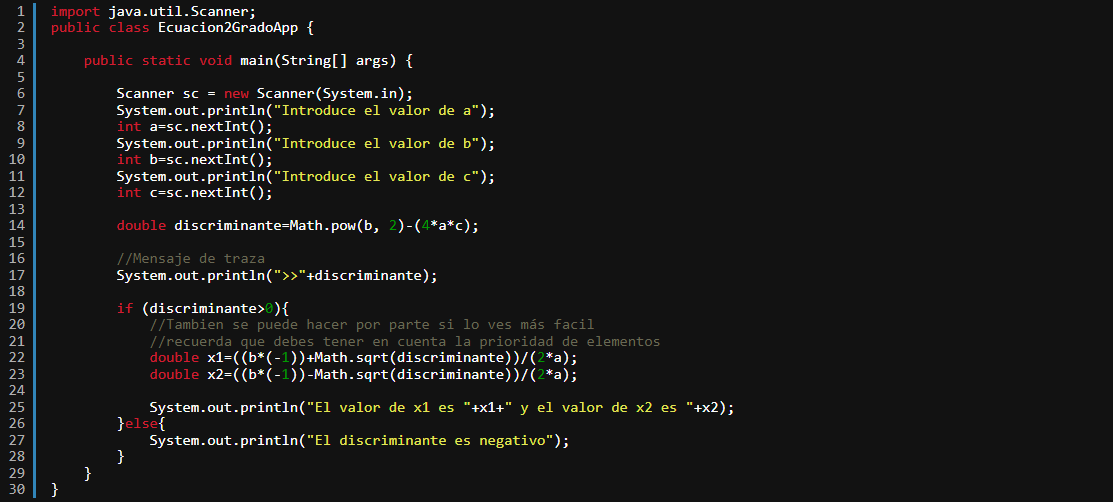 1 import java.util.Scanner;
2 public class Ecuacion2GradoApp {
3
4     public static void main(String[] args) {
5
6         Scanner sc = new Scanner(System.in);
7         System.out.println("Introduce el valor de a");
8         int a=sc.nextInt();
9         System.out.println("Introduce el valor de b");
10         int b=sc.nextInt();
11         System.out.println("Introduce el valor de c");
12         int c=sc.nextInt();
13
14         double discriminante=Math.pow(b, 2)-(4*a*c);
15
16         //Mensaje de traza
17         System.out.println(">>"+discriminante);
18
19         if (discriminante>0){
20             //Tambien se puede hacer por parte si lo ves más facil
21             //recuerda que debes tener en cuenta la prioridad de elementos
22             double x1=((b*(-1))+Math.sqrt(discriminante))/(2*a);
23             double x2=((b*(-1))-Math.sqrt(discriminante))/(2*a);
24
25             System.out.println("El valor de x1 es "+x1+" y el valor de x2 es "+x2);
26         }else{
27             System.out.println("El discriminante es negativo");
28         }
29     }
30 }